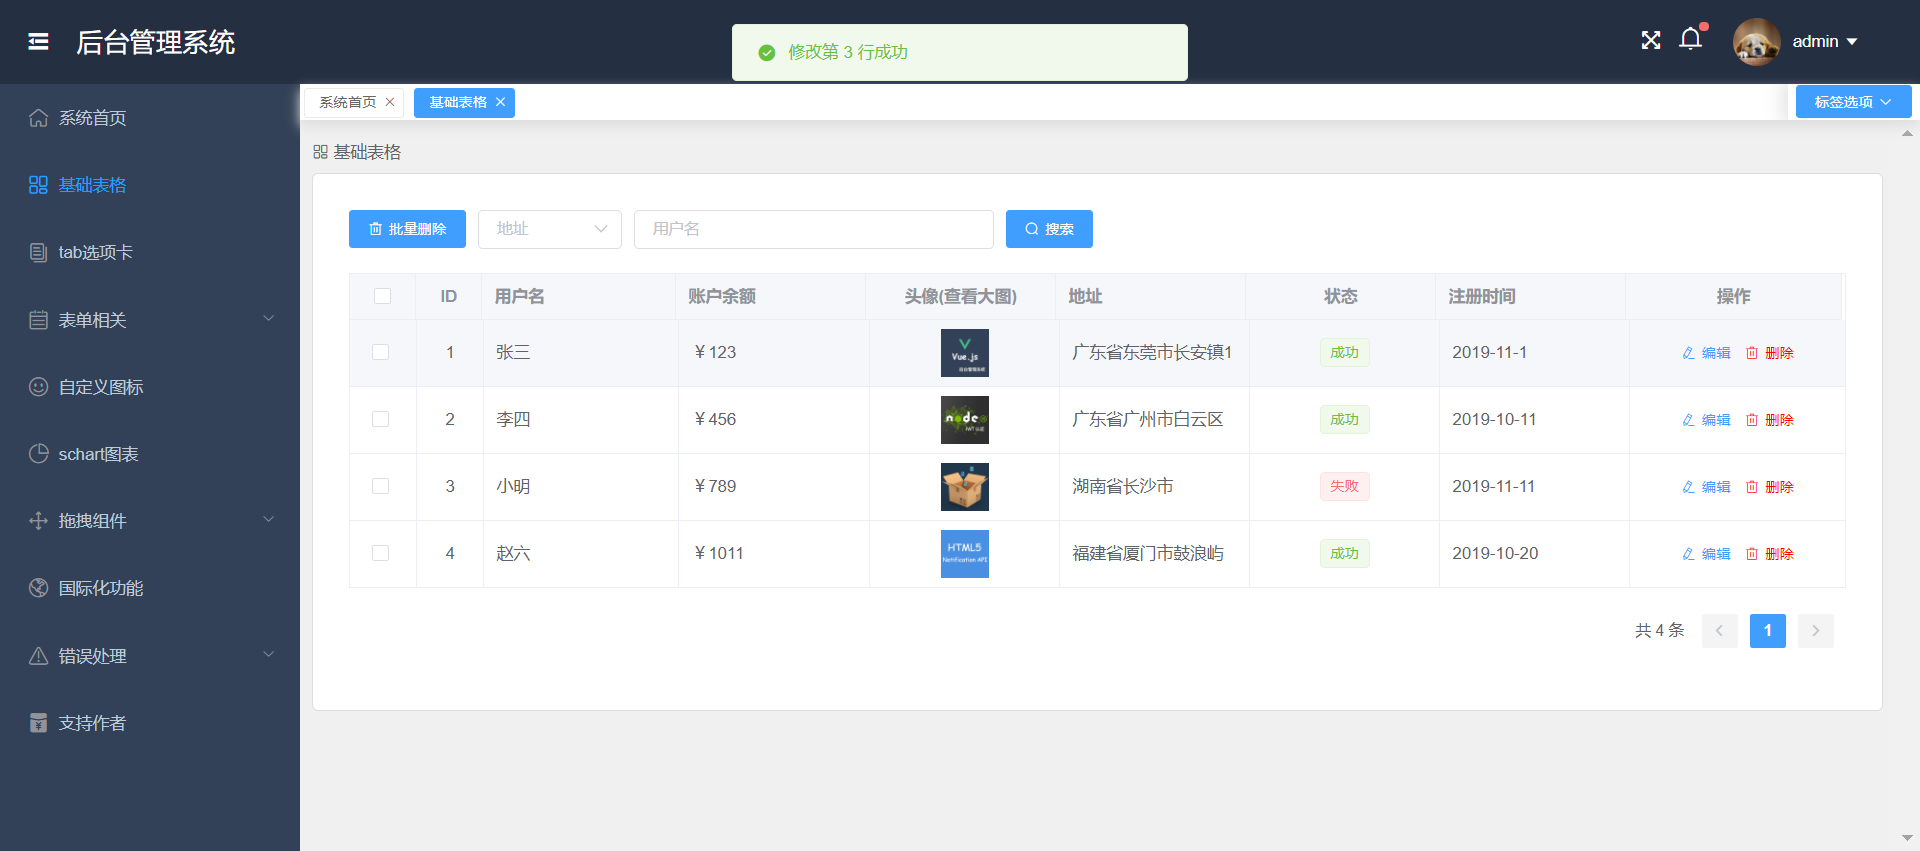 后台管理系统
修改第 3 行成功
admin
系统首页
基础表格
标签选项
系统首页
基础表格
tab选项卡
表单相关
自定义图标
schart图表
拖拽组件
国际化功能
错误处理
支持作者
基础表格
批量删除 地址 用户名 搜索
ID 用户名 账户余额 头像(查看大图) 地址 状态 注册时间 操作
1 张三 ￥123 Vue.js 后台管理系统 广东省东莞市长安镇1 成功 2019-11-1 编辑 删除
2 李四 ￥456 node 广东省广州市白云区 成功 2019-10-11 编辑 删除
3 小明 ￥789 湖南省长沙市 失败 2019-11-11 编辑 删除
4 赵六 ￥1011 HTML5 Notification API 福建省厦门市鼓浪屿 成功 2019-10-20 编辑 删除
共 4 条 1